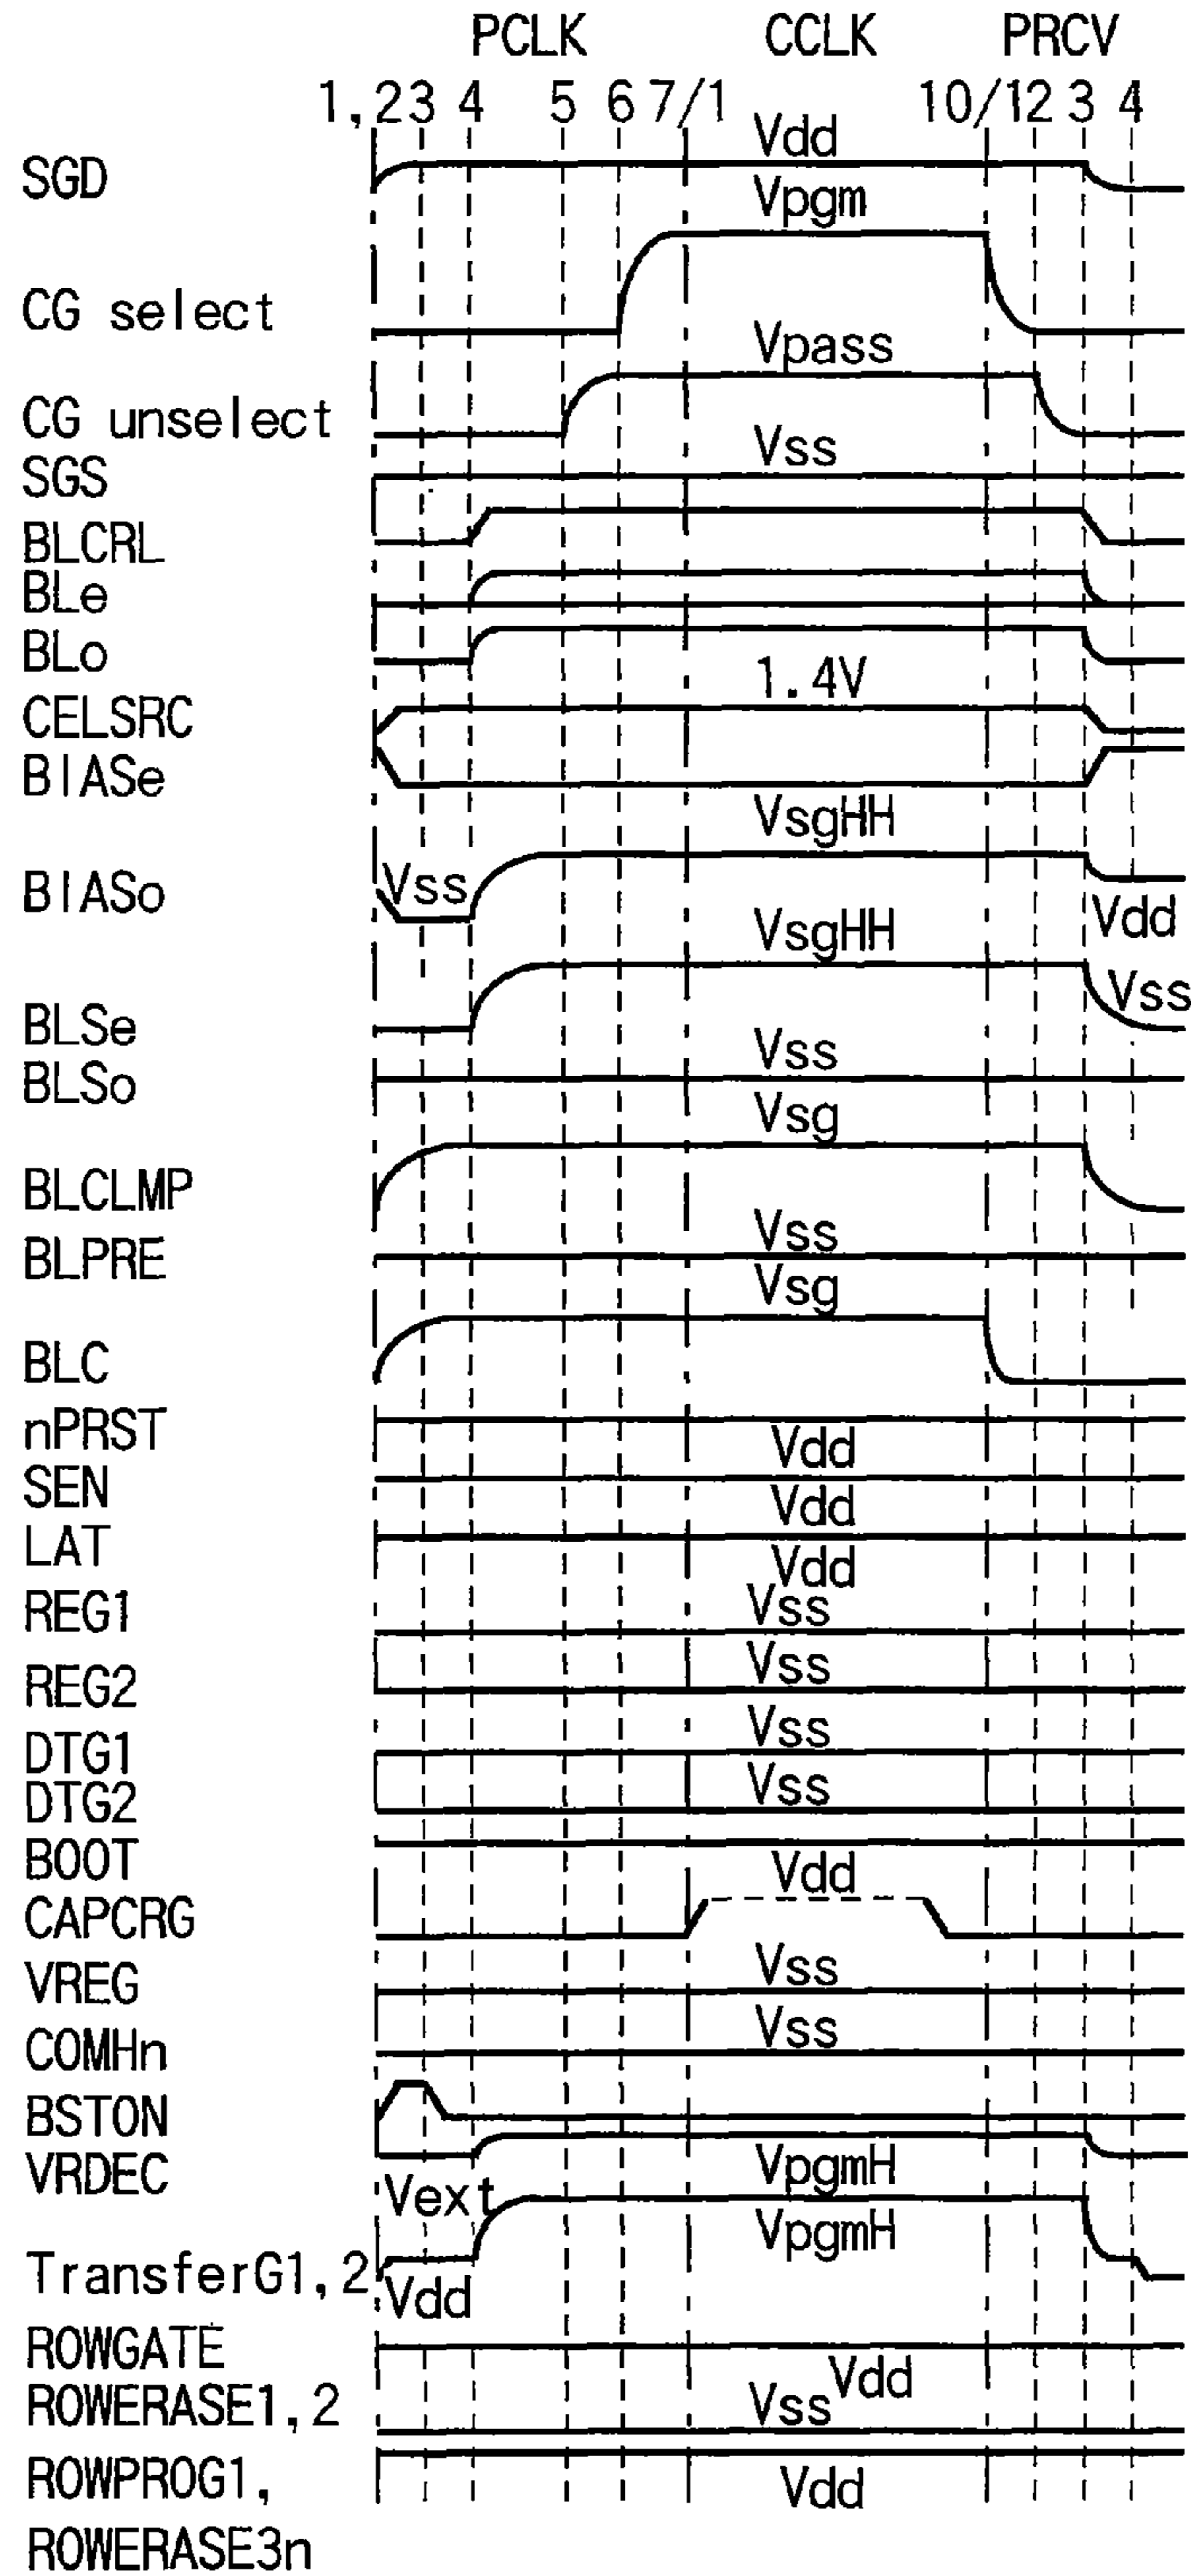 PCLK CCLK PRCV
1,23 4 5 6 7/1 10/12 3 4
SGD Vdd
Vpgm
CG select
Vpass
CG unselect
SGS Vss
BLCRL
BLe
BLo
1.4V
CELSRC
BIASe
VsgHH
BIASo Vss Vdd
VsgHH
BLSe Vss
BLSo Vss
Vsg
BLCLMP
BLPRE Vss
Vsg
BLC
nPRST
Vdd
SEN
Vdd
LAT
Vdd
REG1 Vss
REG2 Vss
DTG1 Vss
DTG2 Vss
BOOT
Vdd
CAPCRG
VREG Vss
COMHn Vss
BSTON
VRDEC VpgmH
Vext
VpgmH
TransferG1,2
Vdd
ROWGATE
Vdd
ROWERASE1,2 Vss
ROWPROG1,
Vdd
ROWERASE3n